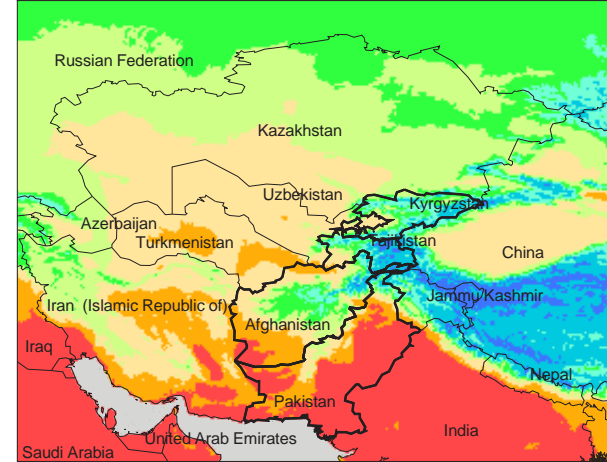 Russian Federation
Kazakhstan
Uzbekistan
Kyrgyzstan
Azerbaijan
Turkmenistan
Tajikistan
China
Iran (Islamic Republic of)
Jammu Kashmir
Afghanistan
Iraq
Nepal
Pakistan
India
United Arab Emirates
Saudi Arabia